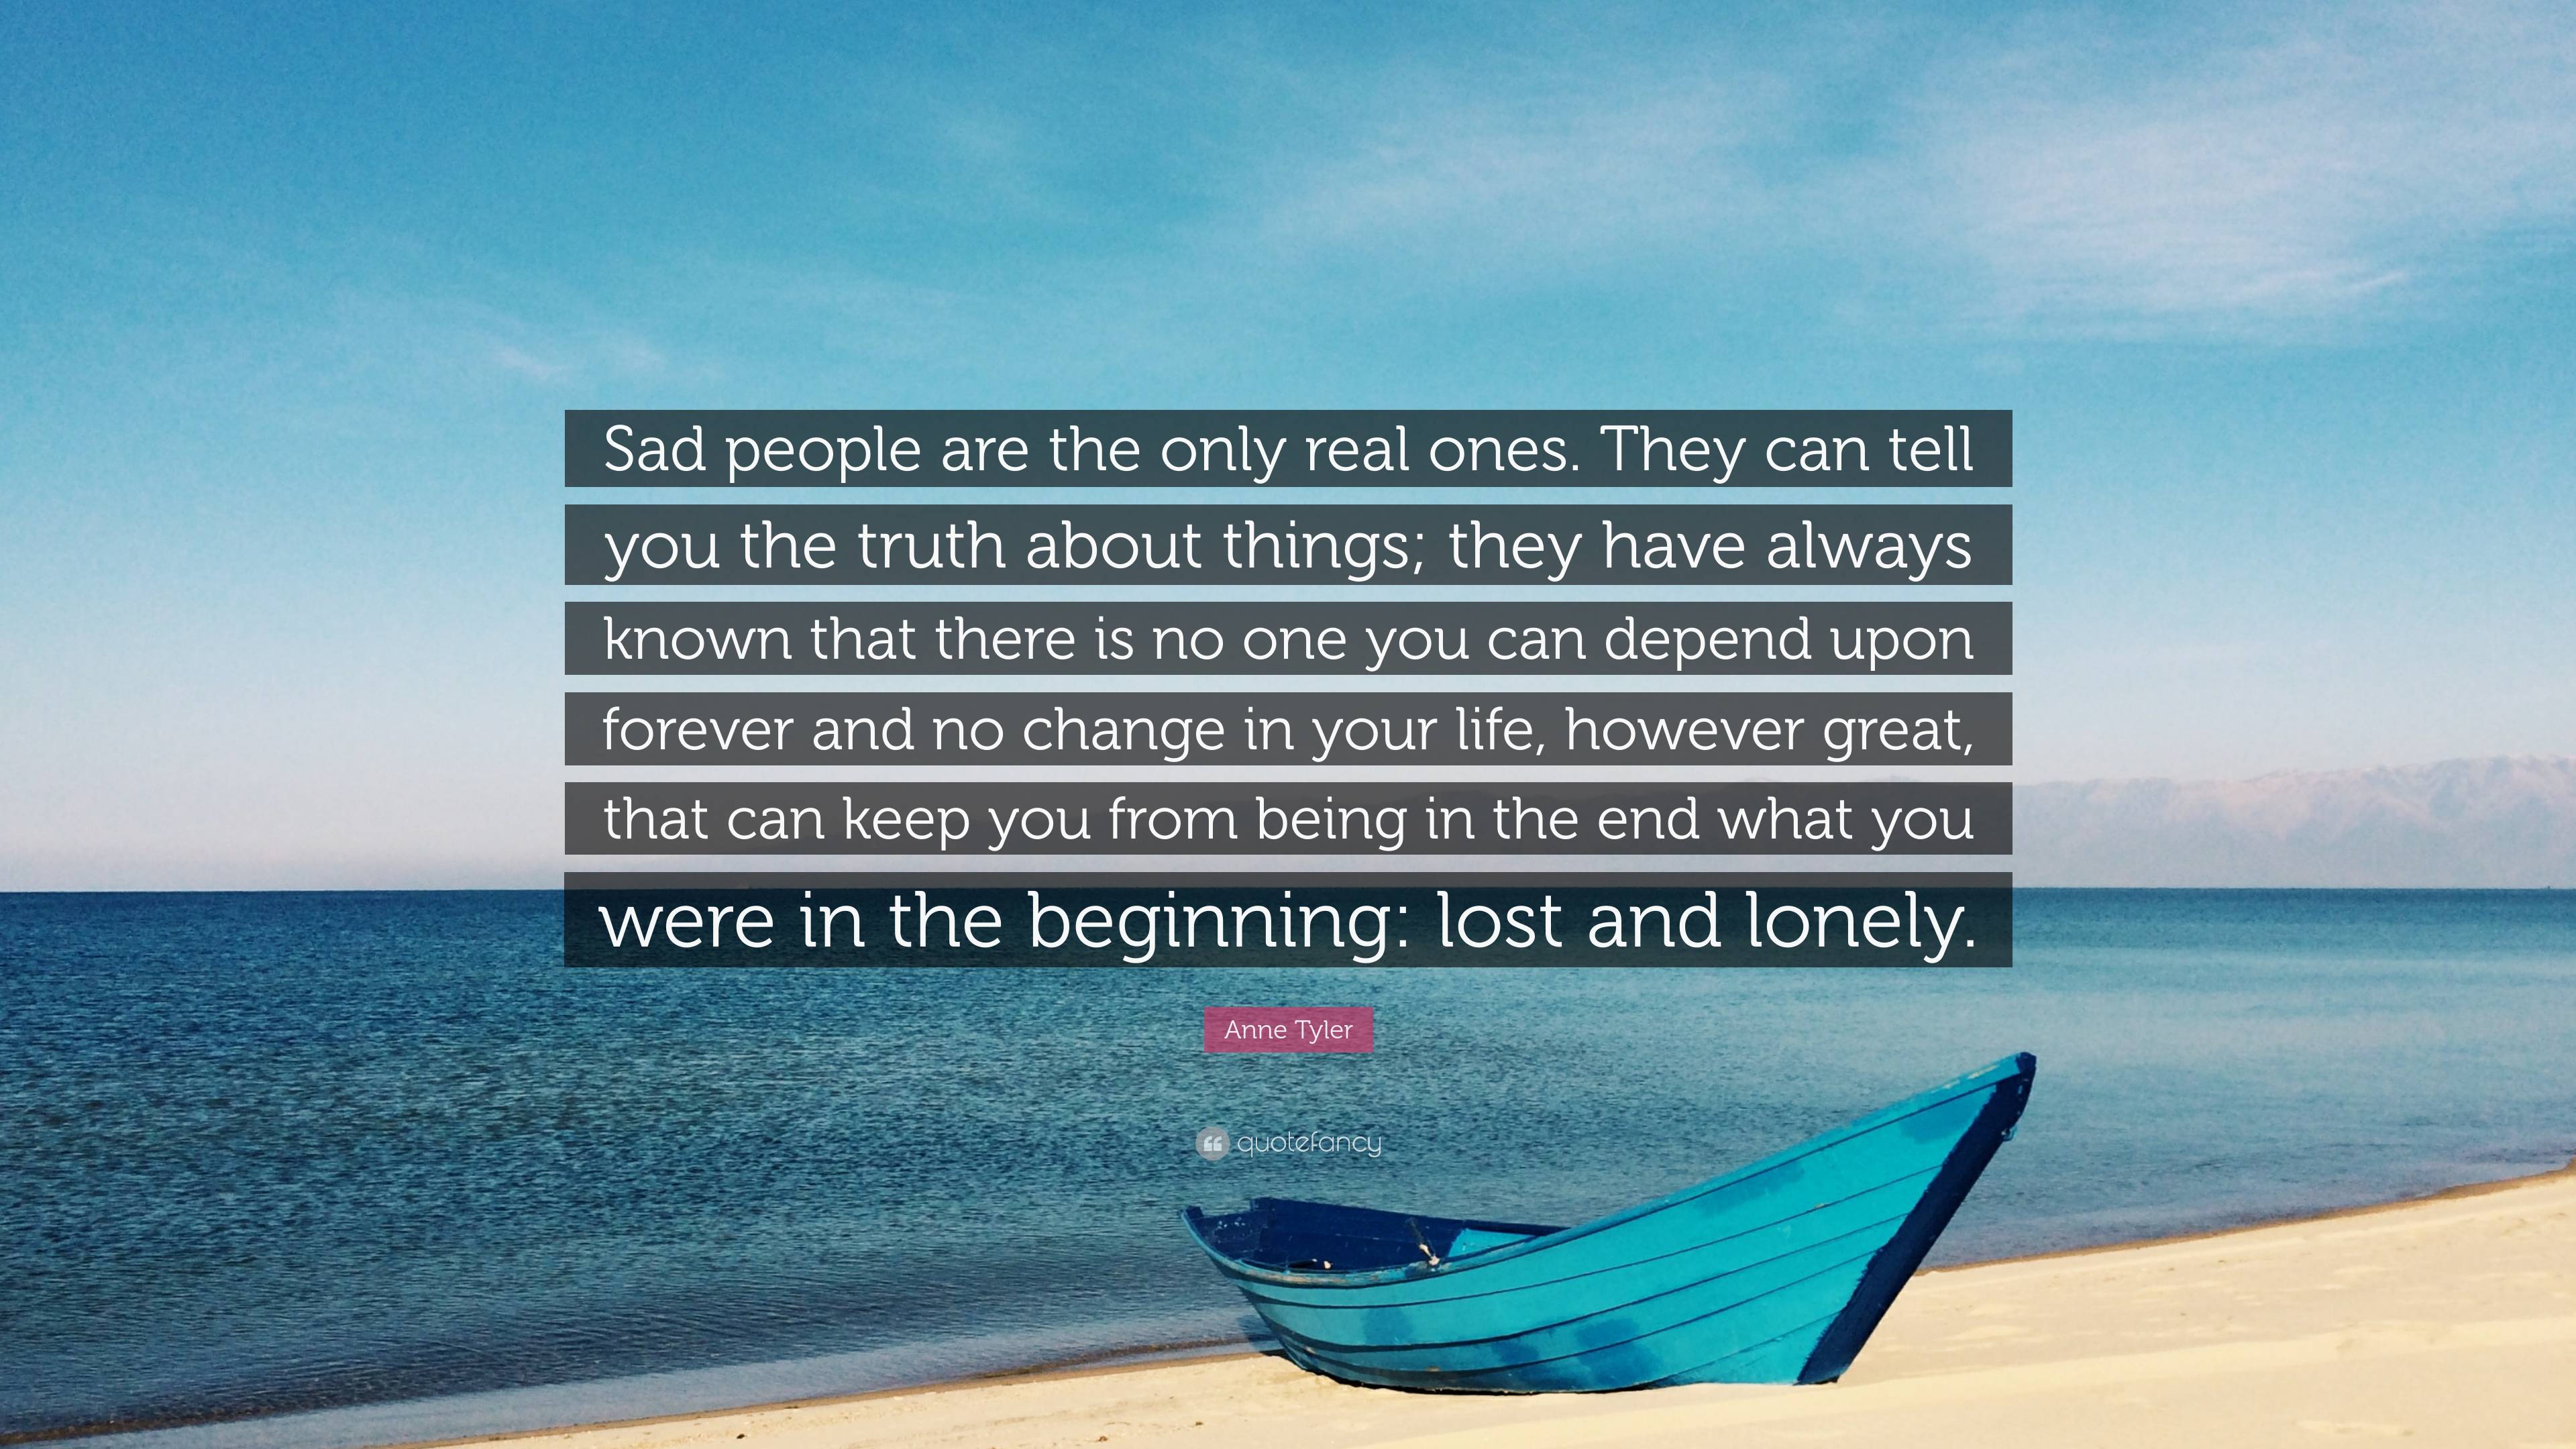 Sad people are the only real ones. They can tell
you the truth about things; they have always
known that there is no one you can depend upon
forever and no change in your life, however great,
that can keep you from being in the end what you
were in the beginning: lost and lonely.
Anne Tyler
quotefancy